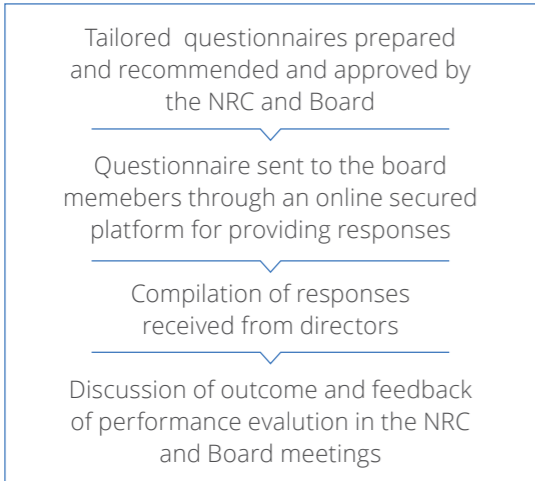 Tailored questionnaires prepared
and recommended and approved by
the NRC and Board
Questionnaire sent to the board
memebers through an online secured
platform for providing responses
Compilation of responses
received from directors
Discussion of outcome and feedback
of performance evalution in the NRC
and Board meetings